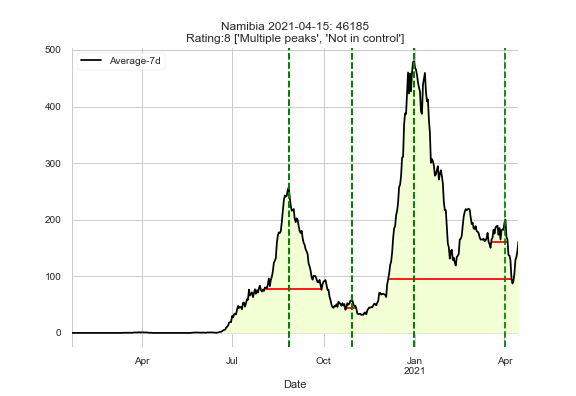 Namibia 2021-04-15: 46185
Rating:8 ['Multiple peaks', 'Not in control']
Average-7d
500
400
300
200
100
0
Apr
Jul
Oct
Jan
2021
Apr
Date